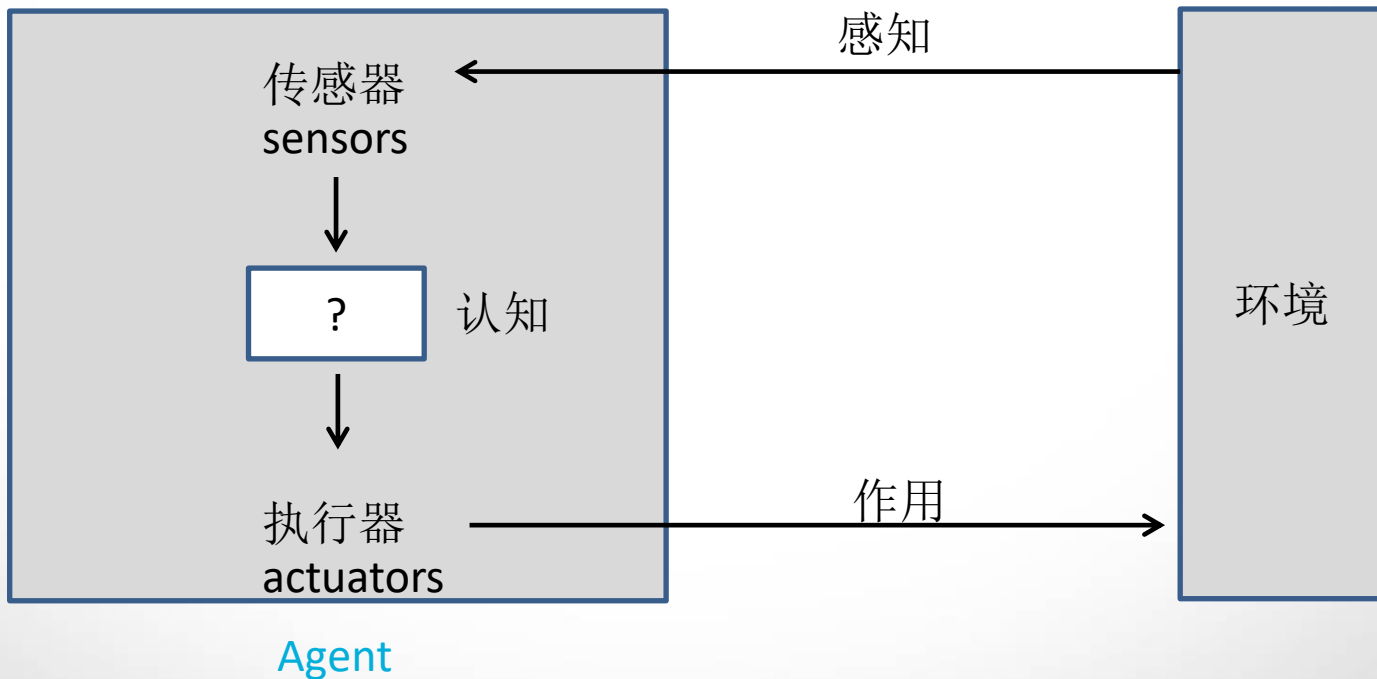 感知
传感器
sensors
?
认知
环境
作用
执行器
actuators
Agent